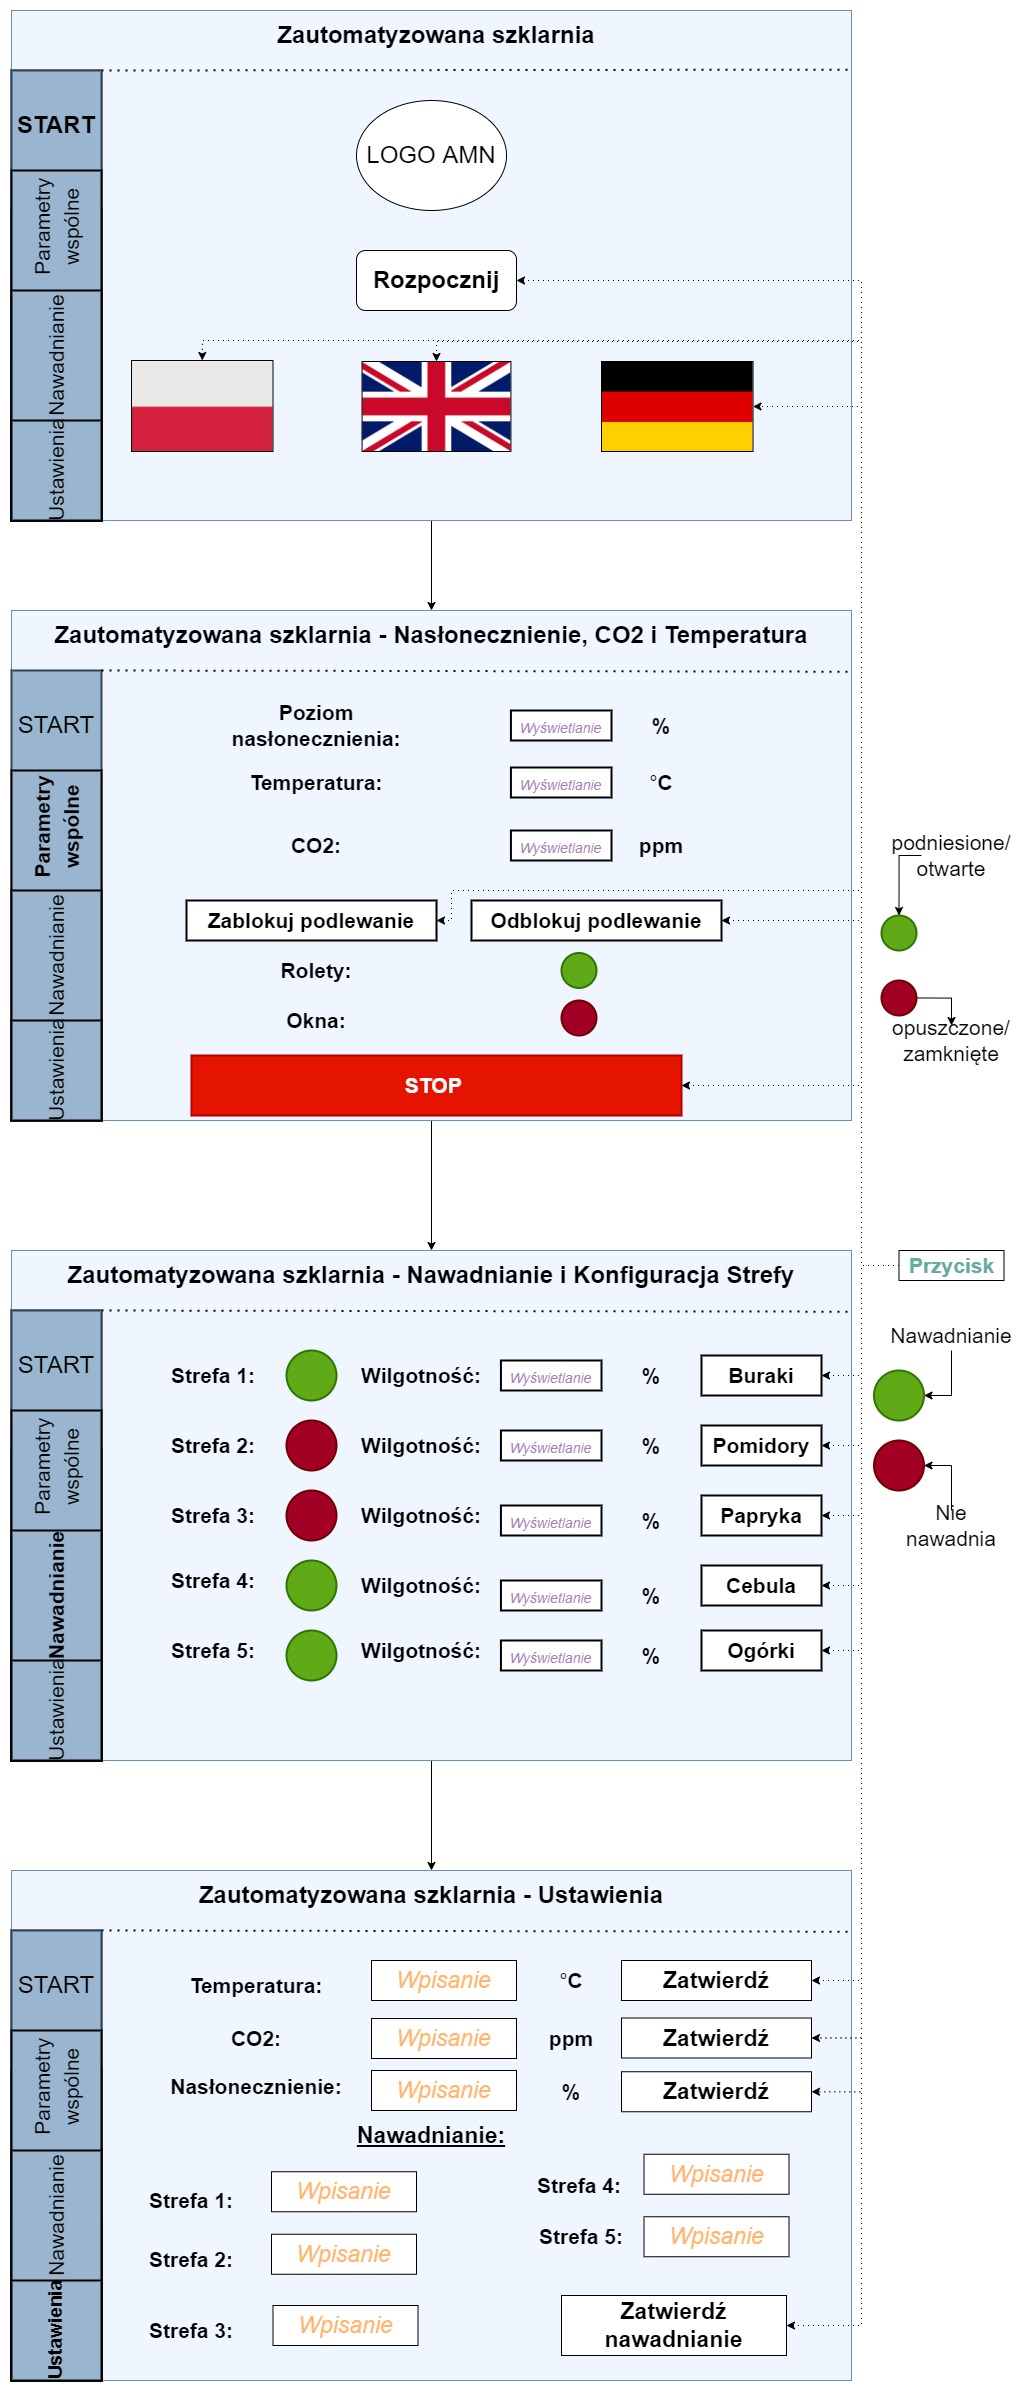 Zautomatyzowana szklarnia
START
Parametry
wspólne
Nawadnianie
Ustawienia
LOGO AMN
Rozpocznij
Zautomatyzowana szklarnia - Nasłonecznienie, CO2 i Temperatura
START
Parametry
wspólne
Nawadnianie
Ustawienia
Poziom
nasłonecznienia:
Wyświetlanie
%
Temperatura:
Wyświetlanie
°C
CO2:
Wyświetlanie
ppm
Zablokuj podlewanie
Odblokuj podlewanie
Rolety:
Okna:
STOP
podniesione/
otwarte
opuszczone/
zamknięte
Zautomatyzowana szklarnia - Nawadnianie i Konfiguracja Strefy
START
Parametry
wspólne
Nawadnianie
Ustawienia
Strefa 1:
Wilgotność:
Wyświetlanie
%
Buraki
Strefa 2:
Wilgotność:
Wyświetlanie
%
Pomidory
Strefa 3:
Wilgotność:
Wyświetlanie
%
Papryka
Strefa 4:
Wilgotność:
Wyświetlanie
%
Cebula
Strefa 5:
Wilgotność:
Wyświetlanie
%
Ogórki
Przycisk
Nawadnianie
Nie
nawadnia
Zautomatyzowana szklarnia - Ustawienia
START
Parametry
wspólne
Nawadnianie
Ustawienia
Temperatura:
Wpisanie
°C
Zatwierdź
CO2:
Wpisanie
ppm
Zatwierdź
Nasłonecznienie:
Wpisanie
%
Zatwierdź
Nawadnianie:
Strefa 1:
Wpisanie
Strefa 2:
Wpisanie
Strefa 3:
Wpisanie
Strefa 4:
Wpisanie
Strefa 5:
Wpisanie
Zatwierdź
nawadnianie